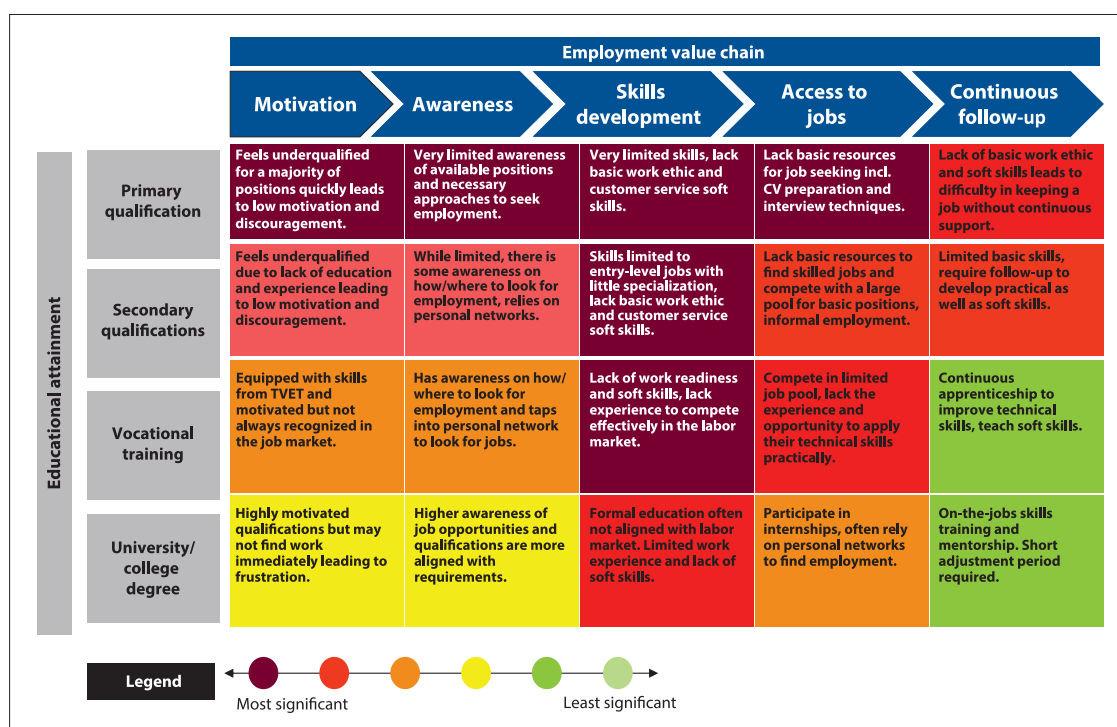 Employment value chain
Motivation
Awareness
Skills
development
Access to
jobs
Continuous
follow-up
Educational attainment
Primary
qualification
Feels underqualified
for a majority of
positions quickly leads
to low motivation and
discouragement.
Very limited awareness
of available positions
and necessary
approaches to seek
employment.
Very limited skills, lack
basic work ethic and
customer service soft
skills.
Lack basic resources
for job seeking incl.
CV preparation and
interview techniques.
Lack of basic work ethic
and soft skills leads to
difficulty in keeping a
job without continuous
support.
Secondary
qualifications
Feels underqualified
due to lack of education
and experience leading
to low motivation and
discouragement.
While limited, there is
some awareness on
how/where to look for
employment, relies on
personal networks.
Skills limited to
entry-level jobs with
little specialization,
lack basic work ethic
and customer service
soft skills.
Lack basic resources to
find skilled jobs and
compete with a large
pool for basic positions,
informal employment.
Limited basic skills,
require follow-up to
develop practical as
well as soft skills.
Vocational
training
Equipped with skills
from TVET and
motivated but not
always recognized in
the job market.
Has awareness on how/
where to look for
employment and taps
into personal network
to look for jobs.
Lack of work readiness
and soft skills, lack
experience to compete
effectively in the labor
market.
Compete in limited
job pool, lack the
experience and
opportunity to apply
their technical skills
practically.
Continuous
apprenticeship to
improve technical
skills, teach soft skills.
University/
college
degree
Highly motivated
qualifications but may
not find work
immediately leading to
frustration.
Higher awareness of
job opportunities and
qualifications are more
aligned with
requirements.
Formal education often
not aligned with labor
market. Limited work
experience and lack of
soft skills.
Participate in
internships, often rely
on personal networks
to find employment.
On-the-jobs skills
training and
mentorship. Short
adjustment period
required.
Legend
Most significant
Least significant